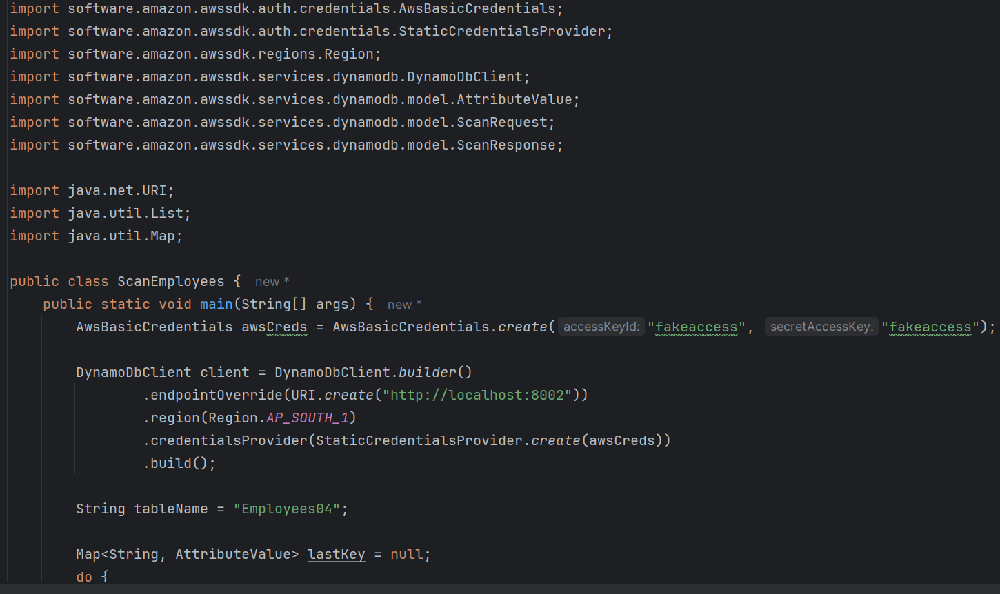 import software.amazon.awssdk.auth.credentials.AwsBasicCredentials;
import software.amazon.awssdk.auth.credentials.StaticCredentialsProvider;
import software.amazon.awssdk.regions.Region;
import software.amazon.awssdk.services.dynamodb.DynamoDbClient;
import software.amazon.awssdk.services.dynamodb.model.AttributeValue;
import software.amazon.awssdk.services.dynamodb.model.ScanRequest;
import software.amazon.awssdk.services.dynamodb.model.ScanResponse;

import java.net.URI;
import java.util.List;
import java.util.Map;

public class ScanEmployees { new *
    public static void main(String[] args) { new *
        AwsBasicCredentials awsCreds = AwsBasicCredentials.create( accessKeyId: "fakeaccess", secretAccessKey: "fakeaccess");

        DynamoDbClient client = DynamoDbClient.builder()
                .endpointOverride(URI.create("http://localhost:8002"))
                .region(Region.AP_SOUTH_1)
                .credentialsProvider(StaticCredentialsProvider.create(awsCreds))
                .build();

        String tableName = "Employees04";

        Map<String, AttributeValue> lastKey = null;
        do {